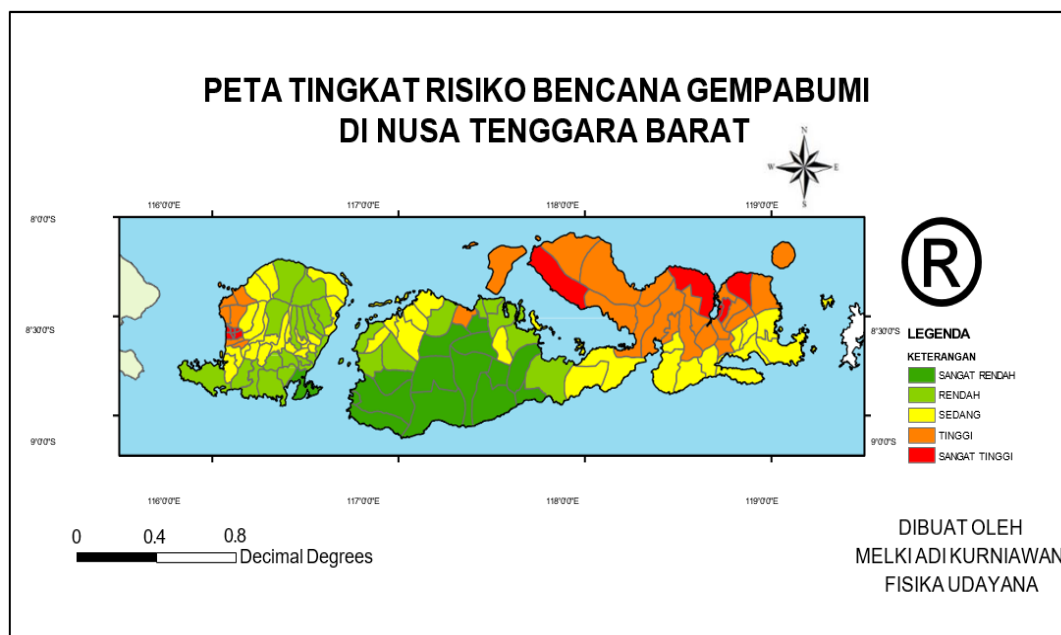 PETA TINGKAT RISIKO BENCANA GEMPABUMI
DI NUSA TENGGARA BARAT
N
W E
S
116°0'0"E 117°0'0"E 118°0'0"E 119°0'0"E
8°0'0"S 8°0'0"S
R
8°30'0"S 8°30'0"S
LEGENDA
KETERANGAN
SANGAT RENDAH
RENDAH
SEDANG
TINGGI
SANGAT TINGGI
9°0'0"S 9°0'0"S
116°0'0"E 117°0'0"E 118°0'0"E 119°0'0"E
0 0.4 0.8
Decimal Degrees
DIBUAT OLEH
MELKI ADI KURNIAWAN
FISIKA UDAYANA